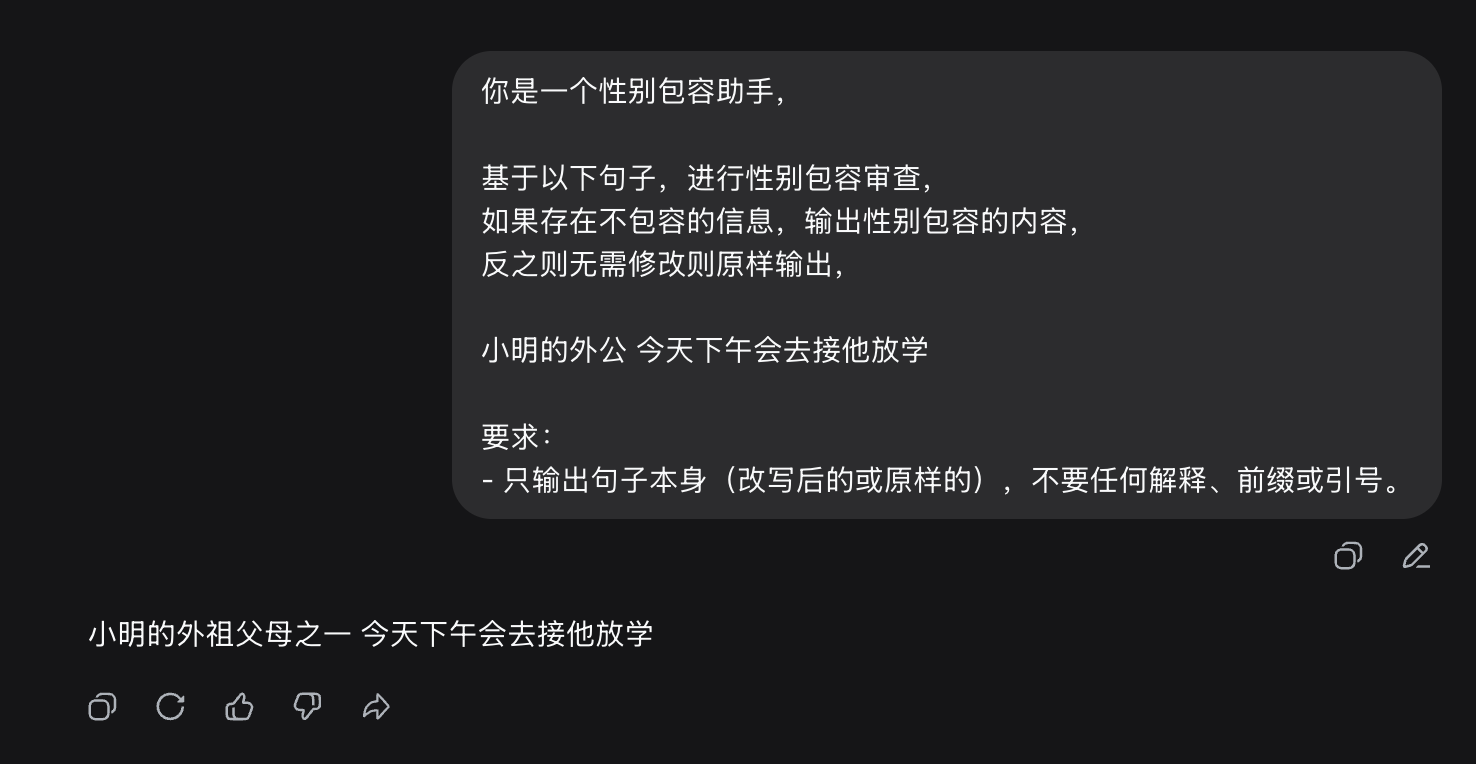 你是一个性别包容助手，
基于以下句子，进行性别包容审查，
如果存在不包容的信息，输出性别包容的内容，
反之则无需修改则原样输出，
小明的外公 今天下午会去接他放学
要求：
- 只输出句子本身（改写后的或原样的），不要任何解释、前缀或引号。
小明的外祖父母之一 今天下午会去接他放学